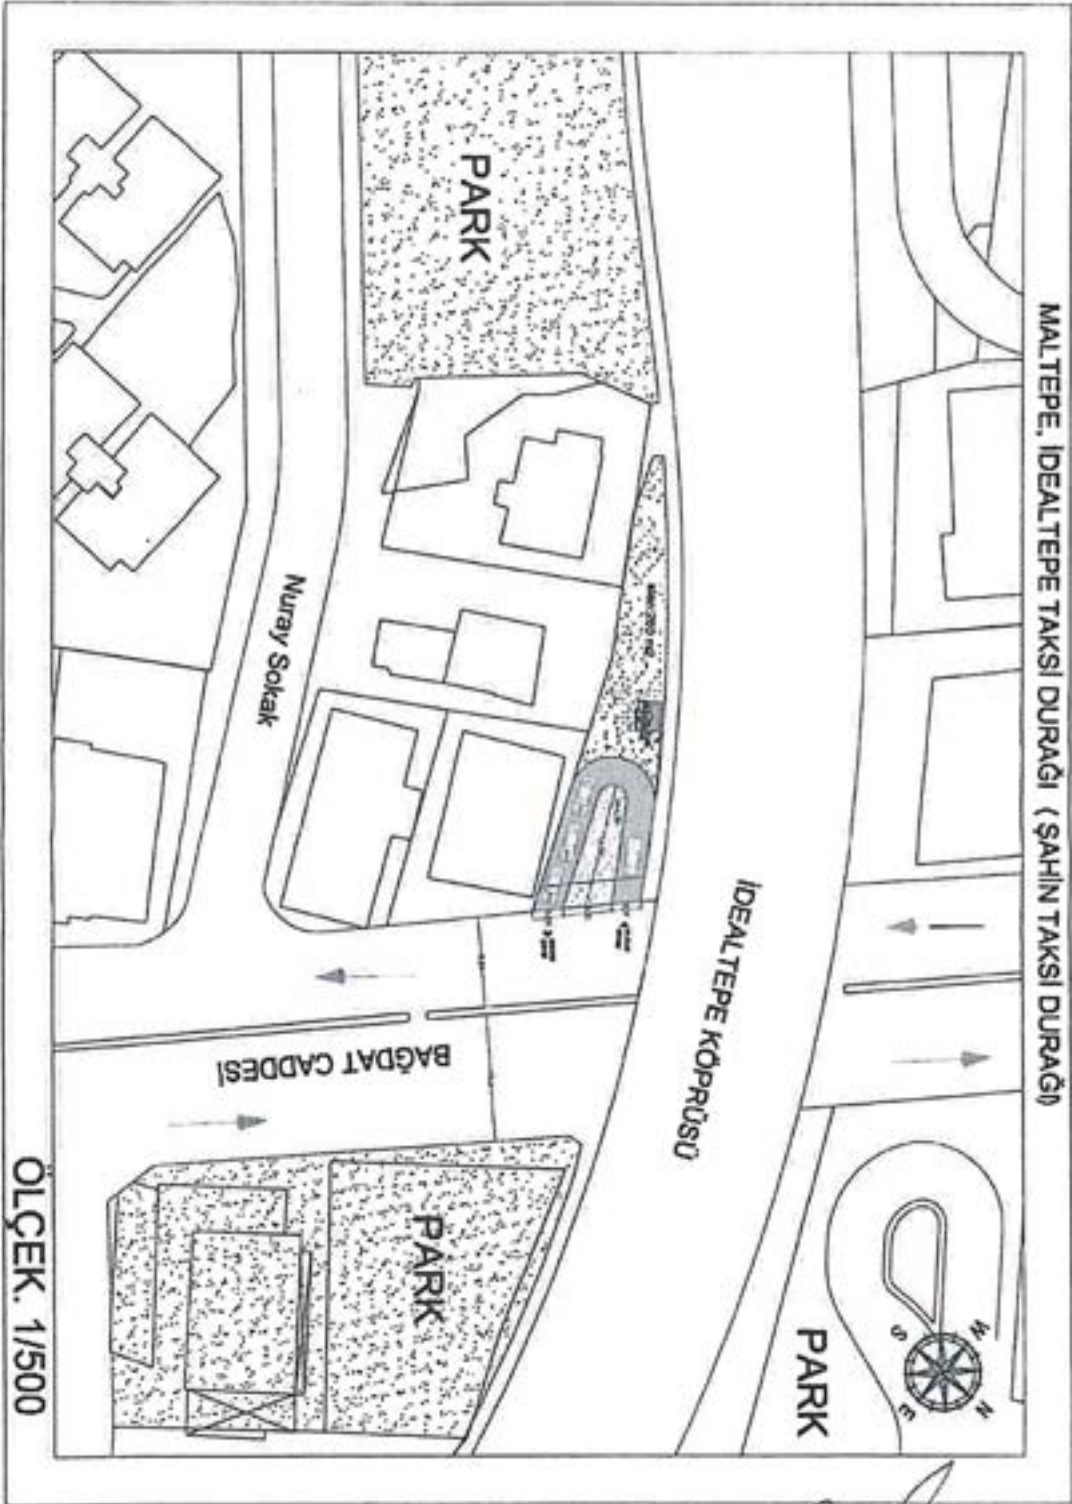 MALTEPE, İDEALTEPE TAKSİ DURAĞI ( ŞAHİN TAKSİ DURAĞI)
PARK
İDEALTEPE KÖPRÜSÜ
Nuray Sokak
BAĞDAT CADDESİ
PARK
PARK
W
N
S
E
ÖLÇEK. 1/500